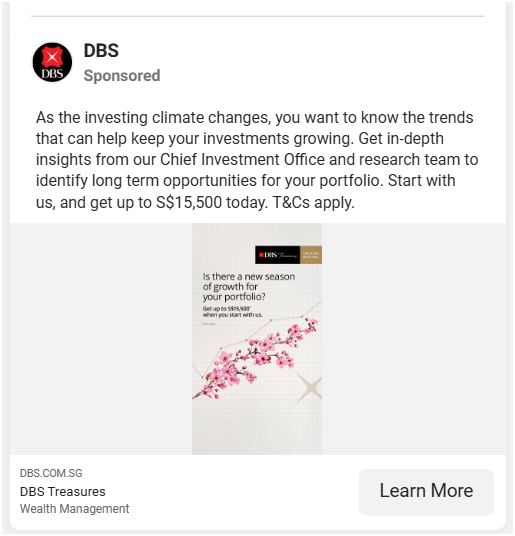 DBS
Sponsored
DBS
As the investing climate changes, you want to know the trends
that can help keep your investments growing. Get in-depth
insights from our Chief Investment Office and research team to
identify long term opportunities for your portfolio. Start with
us, and get up to S$15,500 today. T&Cs apply.
DBS Treasures
Is there a new season
of growth for
your portfolio?
Get up to S$15,500*
when you start with us.
DBS.COM.SG
DBS Treasures
Wealth Management
Learn More